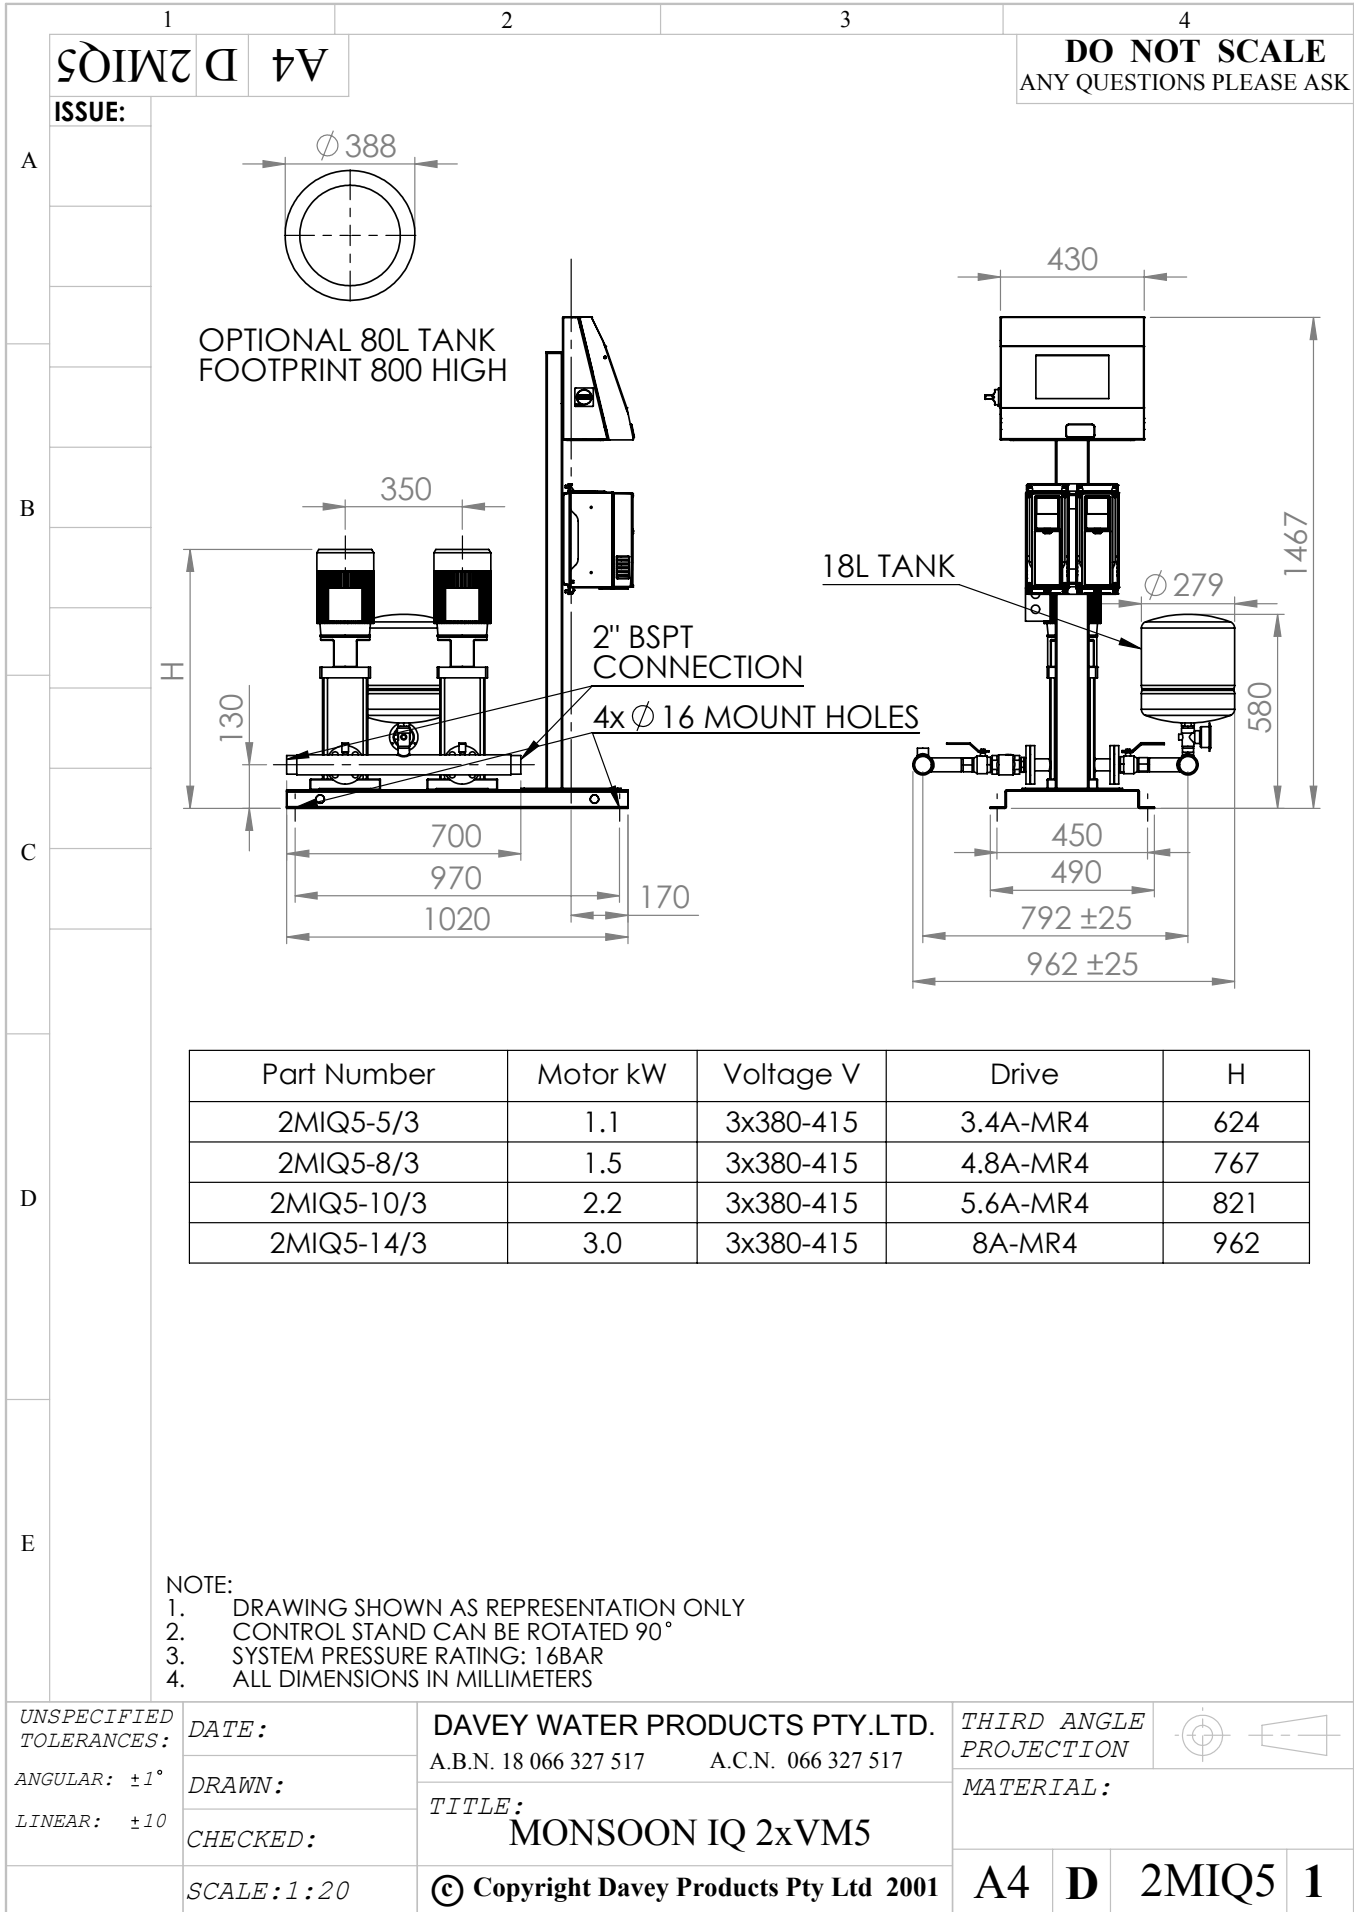 1
2
3
4
2MIQ5 D A4
DO NOT SCALE
ANY QUESTIONS PLEASE ASK
ISSUE:
A
B
C
D
E
∅388
OPTIONAL 80L TANK
FOOTPRINT 800 HIGH
350
H
130
2" BSPT
CONNECTION
4x ∅ 16 MOUNT HOLES
700
970
170
1020
430
1467
18L TANK
∅279
580
450
490
792 ±25
962 ±25
Part Number Motor kW Voltage V Drive H
2MIQ5-5/3 1.1 3x380-415 3.4A-MR4 624
2MIQ5-8/3 1.5 3x380-415 4.8A-MR4 767
2MIQ5-10/3 2.2 3x380-415 5.6A-MR4 821
2MIQ5-14/3 3.0 3x380-415 8A-MR4 962
NOTE:
1. DRAWING SHOWN AS REPRESENTATION ONLY
2. CONTROL STAND CAN BE ROTATED 90°
3. SYSTEM PRESSURE RATING: 16BAR
4. ALL DIMENSIONS IN MILLIMETERS
UNSPECIFIED
TOLERANCES:
ANGULAR: ±1°
LINEAR: ±10
DATE:
DRAWN:
CHECKED:
SCALE:1:20
DAVEY WATER PRODUCTS PTY.LTD.
A.B.N. 18 066 327 517 A.C.N. 066 327 517
TITLE:
MONSOON IQ 2xVM5
© Copyright Davey Products Pty Ltd 2001
THIRD ANGLE
PROJECTION
MATERIAL:
A4 D 2MIQ5 1